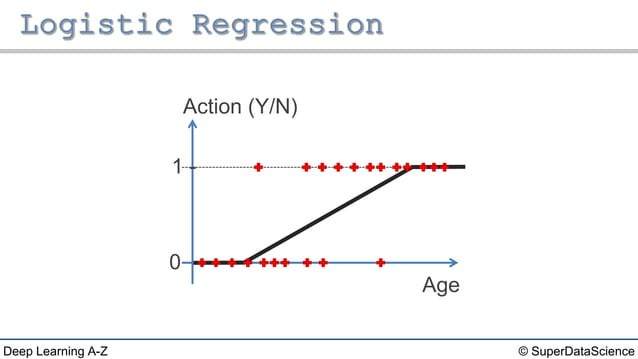 Logistic Regression
Action (Y/N)
1
0
Age
Deep Learning A-Z
© SuperDataScience